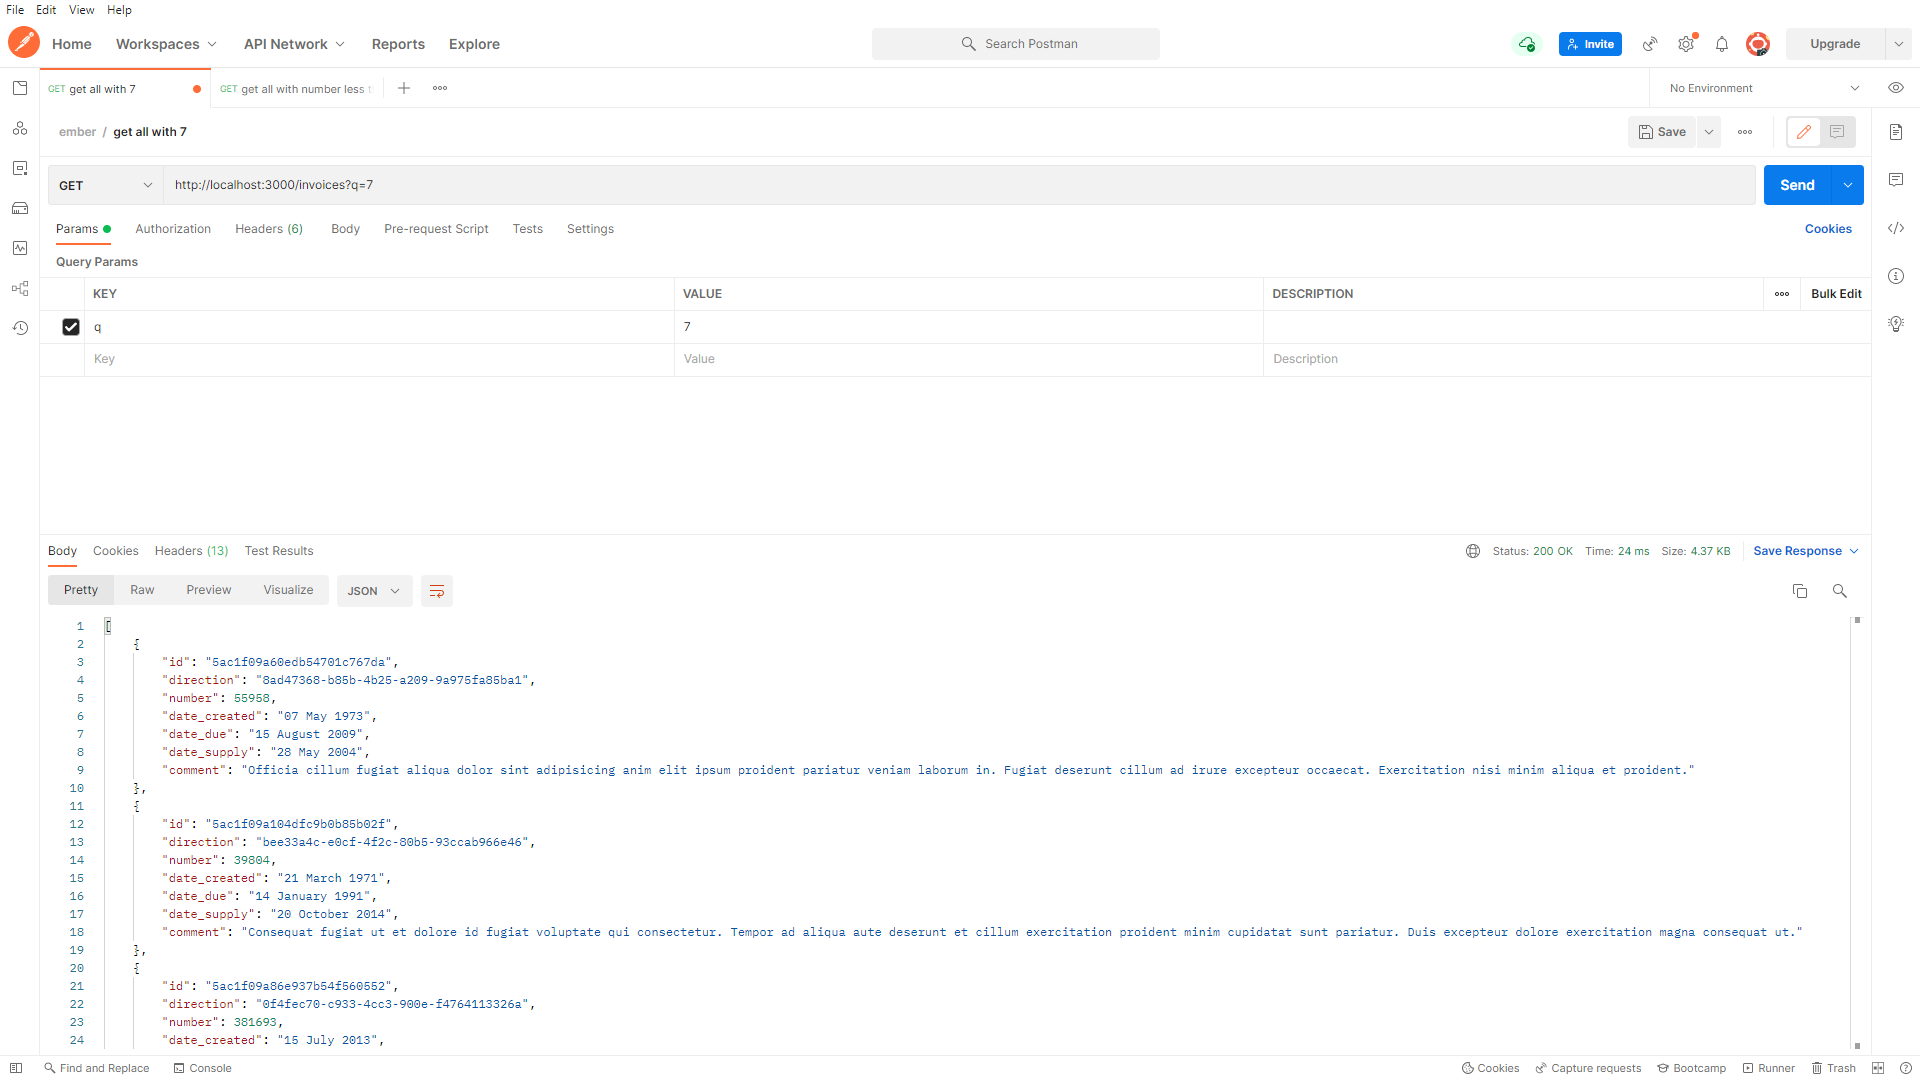 File Edit View Help
Home Workspaces API Network Reports Explore Search Postman Invite Upgrade
GET get all with 7 GET get all with number less t No Environment
ember / get all with 7 Save
GET http://localhost:3000/invoices?q=7 Send
Params Authorization Headers (6) Body Pre-request Script Tests Settings Cookies
Query Params
KEY VALUE DESCRIPTION Bulk Edit
q 7
Key Value Description
Body Cookies Headers (13) Test Results Status: 200 OK Time: 24 ms Size: 4.37 KB Save Response
Pretty Raw Preview Visualize JSON
1 [
2 {
3 "id": "5ac1f09a60edb54701c767da",
4 "direction": "8ad47368-b85b-4b25-a209-9a975fa85ba1",
5 "number": 55958,
6 "date_created": "07 May 1973",
7 "date_due": "15 August 2009",
8 "date_supply": "28 May 2004",
9 "comment": "Officia cillum fugiat aliqua dolor sint adipisicing anim elit ipsum proident pariatur veniam laborum in. Fugiat deserunt cillum ad irure excepteur occaecat. Exercitation nisi minim aliqua et proident."
10 },
11 {
12 "id": "5ac1f09a104dfc9b0b85b02f",
13 "direction": "bee33a4c-e0cf-4f2c-80b5-93ccab966e46",
14 "number": 39804,
15 "date_created": "21 March 1971",
16 "date_due": "14 January 1991",
17 "date_supply": "20 October 2014",
18 "comment": "Consequat fugiat ut et dolore id fugiat voluptate qui consectetur. Tempor ad aliqua aute deserunt et cillum exercitation proident minim cupidatat sunt pariatur. Duis excepteur dolore exercitation magna consequat ut."
19 },
20 {
21 "id": "5ac1f09a86e937b54f560552",
22 "direction": "0f4fec70-c933-4cc3-900e-f4764113326a",
23 "number": 381693,
24 "date_created": "15 July 2013",
Find and Replace Console Cookies Capture requests Bootcamp Runner Trash